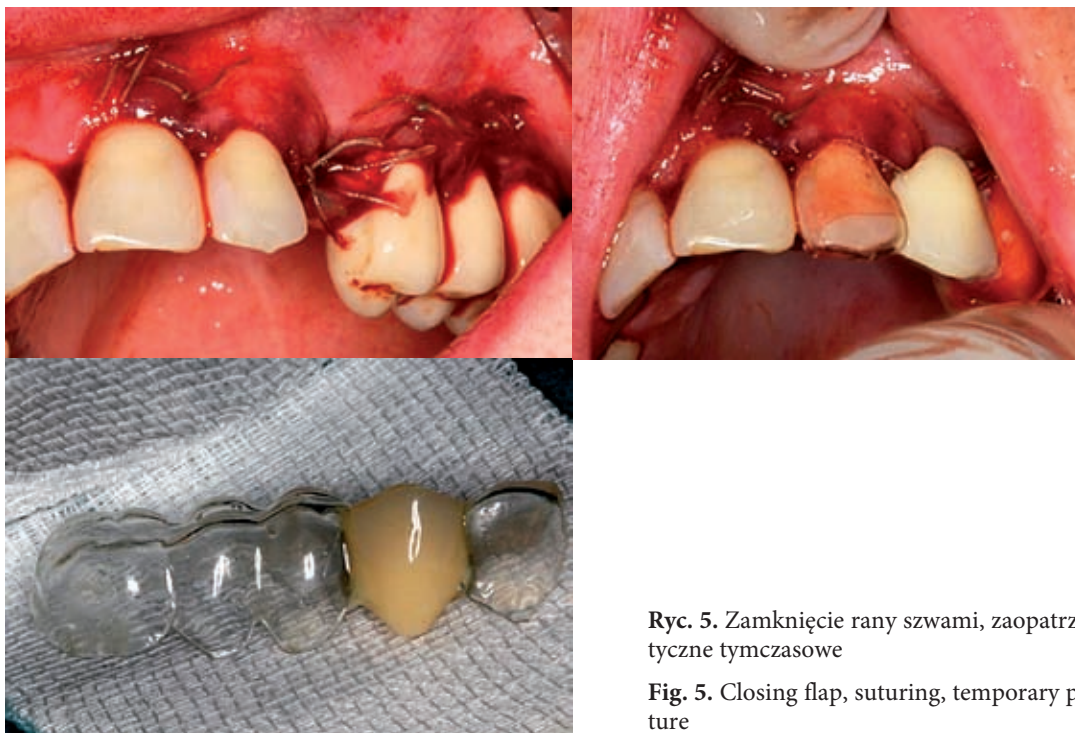 Ryc. 5. Zamknięcie rany szwami, zaopatrz
tyczne tymczasowe
Fig. 5. Closing flap, suturing, temporary p
ture